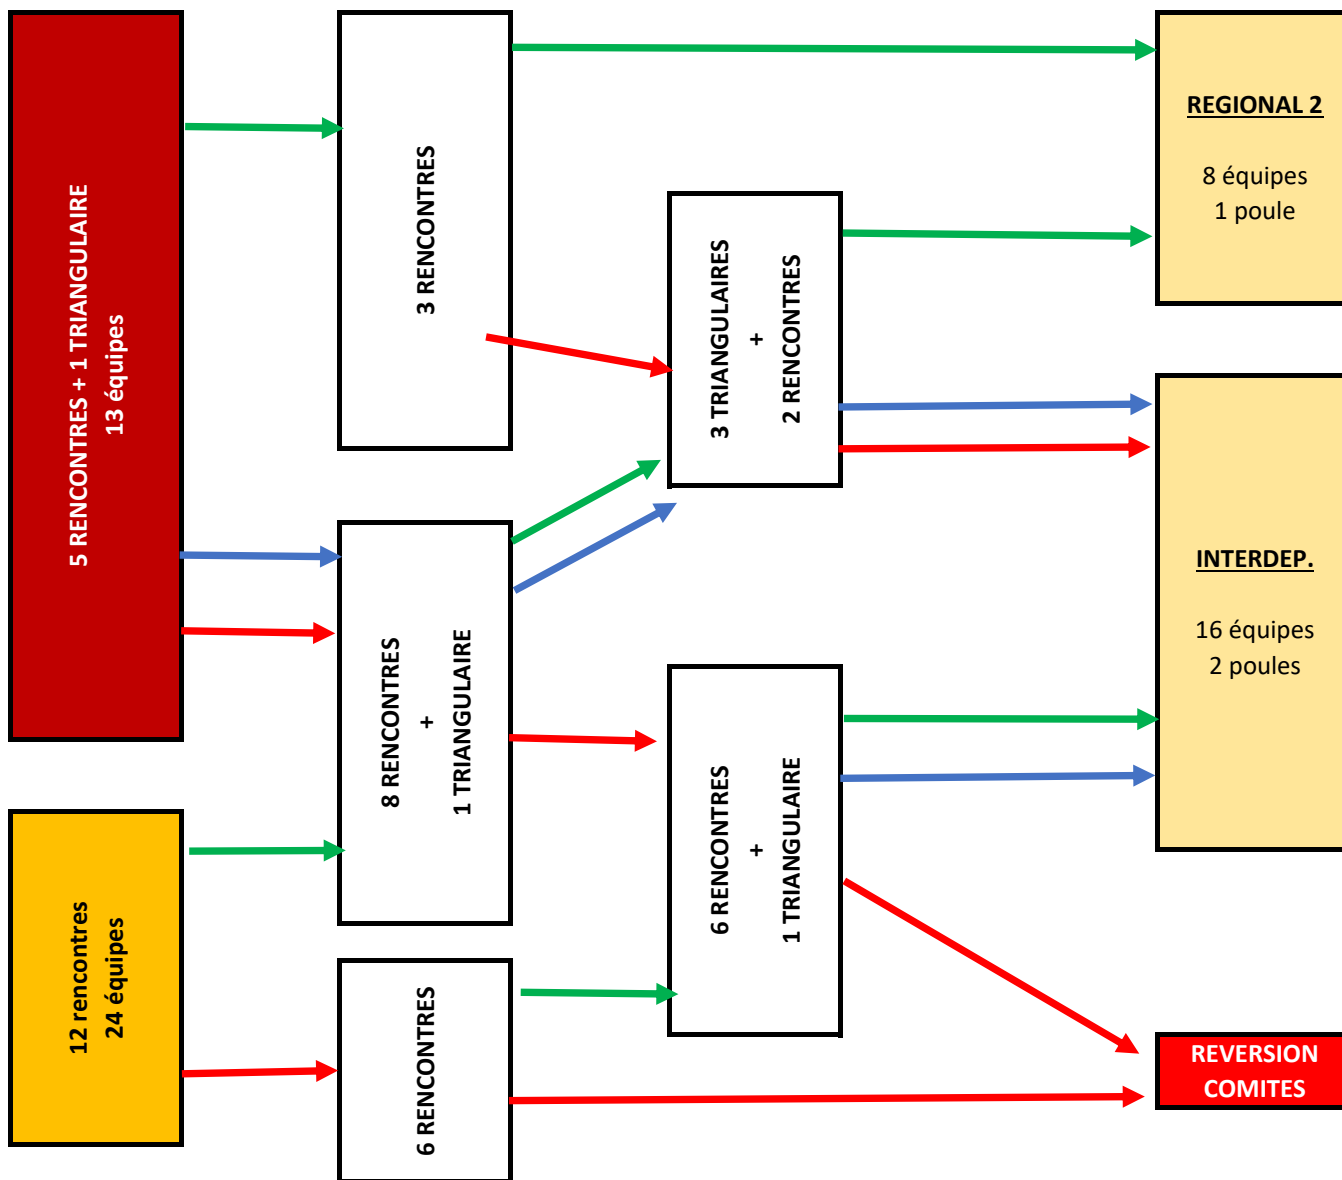 5 RENCONTRES + 1 TRIANGULAIRE
13 équipes
12 rencontres
24 équipes
3 RENCONTRES
8 RENCONTRES
+
1 TRIANGULAIRE
6 RENCONTRES
3 TRIANGULAIRES
+
2 RENCONTRES
6 RENCONTRES
+
1 TRIANGULAIRE
REGIONAL 2
8 équipes
1 poule
INTERDEP.
16 équipes
2 poules
REVERSION
COMITES